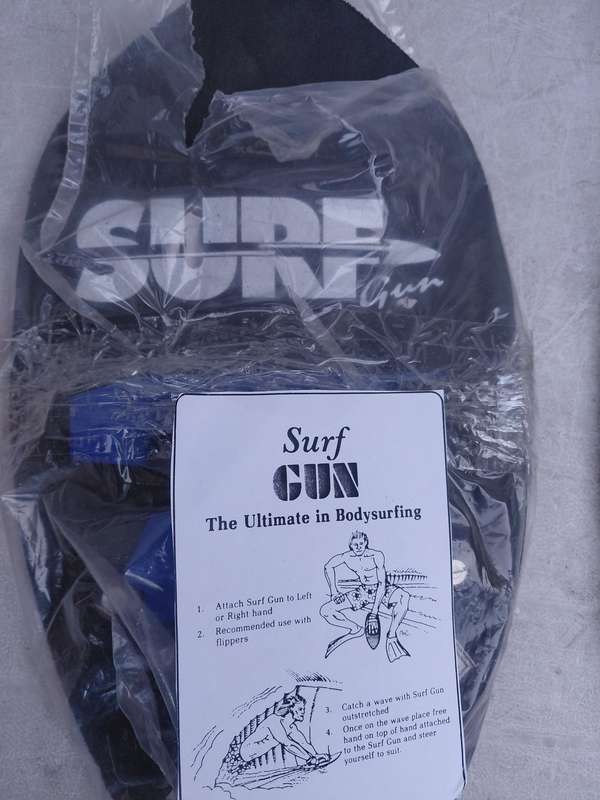 SURF
Gun
Surf
GUN
The Ultimate in Bodysurfing
1. Attach Surf Gun to Left
or Right hand
2. Recommended use with
flippers
3. Catch a wave with Surf Gun
outstretched
4. Once on the wave place free
hand on top of hand attached
to the Surf Gun and steer
yourself to suit.